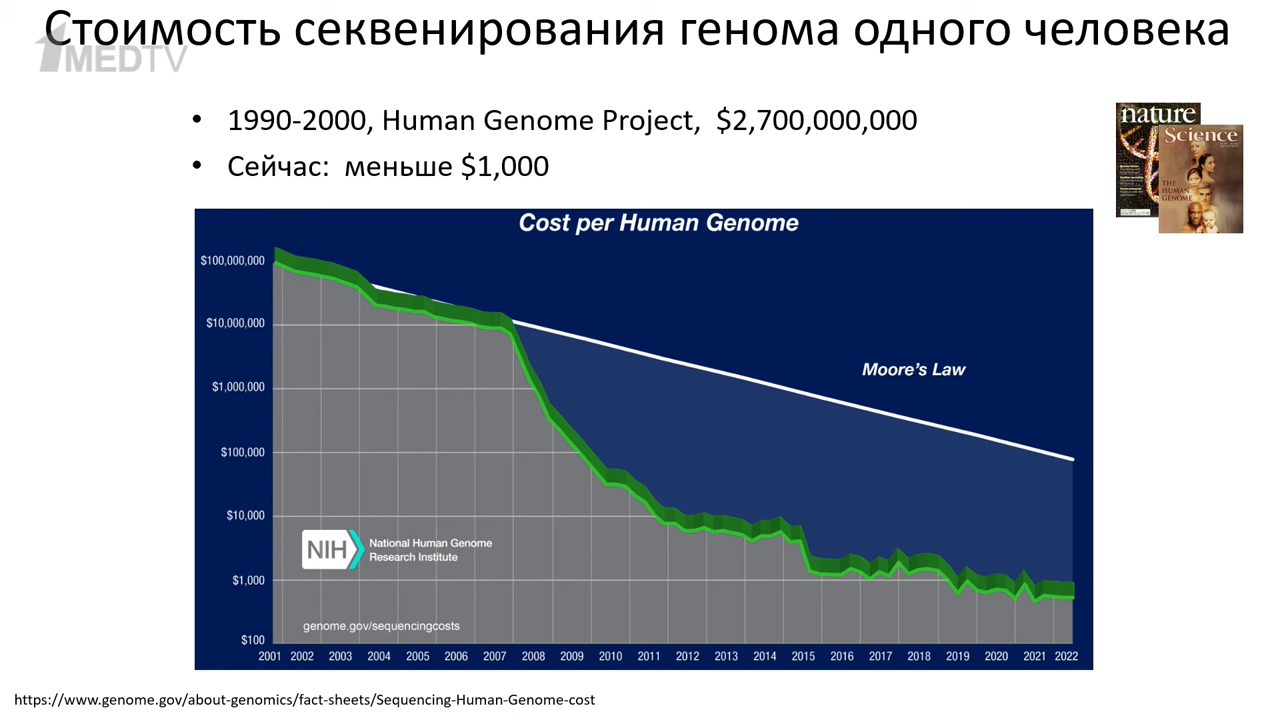 Стоимость секвенирования генома одного человека
1MEDTV
• 1990-2000, Human Genome Project, $2,700,000,000
• Сейчас: меньше $1,000
nature
Science
THE
HUMAN
GENOME
Cost per Human Genome
$100,000,000
$10,000,000
$1,000,000
$100,000
$10,000
$1,000
$100
Moore's Law
NIH
National Human Genome
Research Institute
genome.gov/sequencingcosts
2001 2002 2003 2004 2005 2006 2007 2008 2009 2010 2011 2012 2013 2014 2015 2016 2017 2018 2019 2020 2021 2022
https://www.genome.gov/about-genomics/fact-sheets/Sequencing-Human-Genome-cost